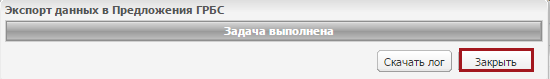 Экспорт данных в Предложения ГРБС
Задача выполнена
Скачать лог Закрыть